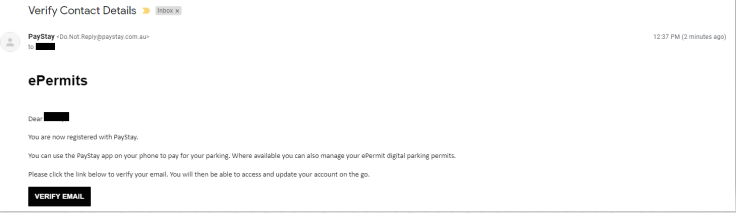 Verify Contact Details Inbox x
PayStay <Do.Not.Reply@paystay.com.au> 12:37 PM (2 minutes ago)
to
ePermits
Dear
You are now registered with PayStay.
You can use the PayStay app on your phone to pay for your parking. Where available you can also manage your ePermit digital parking permits.
Please click the link below to verify your email. You will then be able to access and update your account on the go.
VERIFY EMAIL